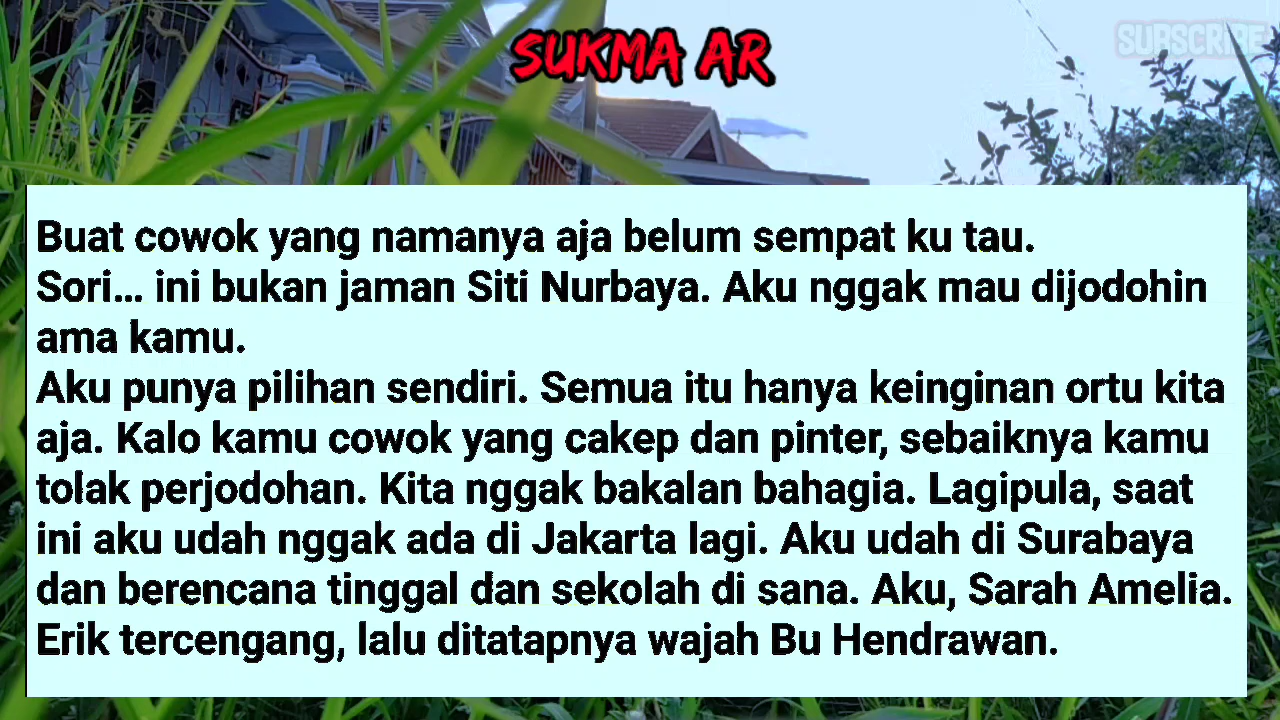 SUKMA AR
SUBSCRIBE
Buat cowok yang namanya aja belum sempat ku tau.
Sori... ini bukan jaman Siti Nurbaya. Aku nggak mau dijodohin
ama kamu.
Aku punya pilihan sendiri. Semua itu hanya keinginan ortu kita
aja. Kalo kamu cowok yang cakep dan pinter, sebaiknya kamu
tolak perjodohan. Kita nggak bakalan bahagia. Lagipula, saat
ini aku udah nggak ada di Jakarta lagi. Aku udah di Surabaya
dan berencana tinggal dan sekolah di sana. Aku, Sarah Amelia.
Erik tercengang, lalu ditatapnya wajah Bu Hendrawan.